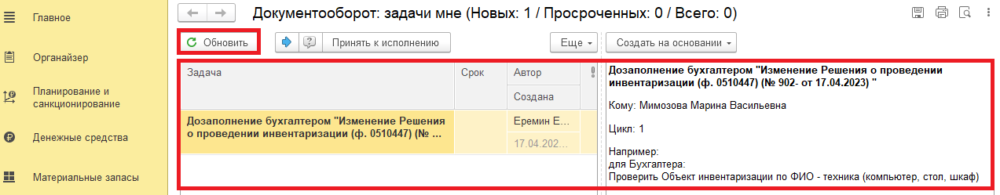 Главное
Органайзер
Планирование и
санкционирование
Денежные средства
Материальные запасы
Документооборот: задачи мне (Новых: 1 / Просроченных: 0 / Всего: 0)
Обновить
Принять к исполнению
Еще
Создать на основании
Задача
Срок
Автор
Создана
Дозаполнение бухгалтером "Изменение Решения
о проведении инвентаризации (ф. 0510447) (№ ...
Еремин Е...
17.04.202...
Дозаполнение бухгалтером "Изменение Решения о проведении
инвентаризации (ф. 0510447) (№ 902- от 17.04.2023) "
Кому: Мимозова Марина Васильевна
Цикл: 1
Например:
для Бухгалтера:
Проверить Объект инвентаризации по ФИО - техника (компьютер, стол, шкаф)